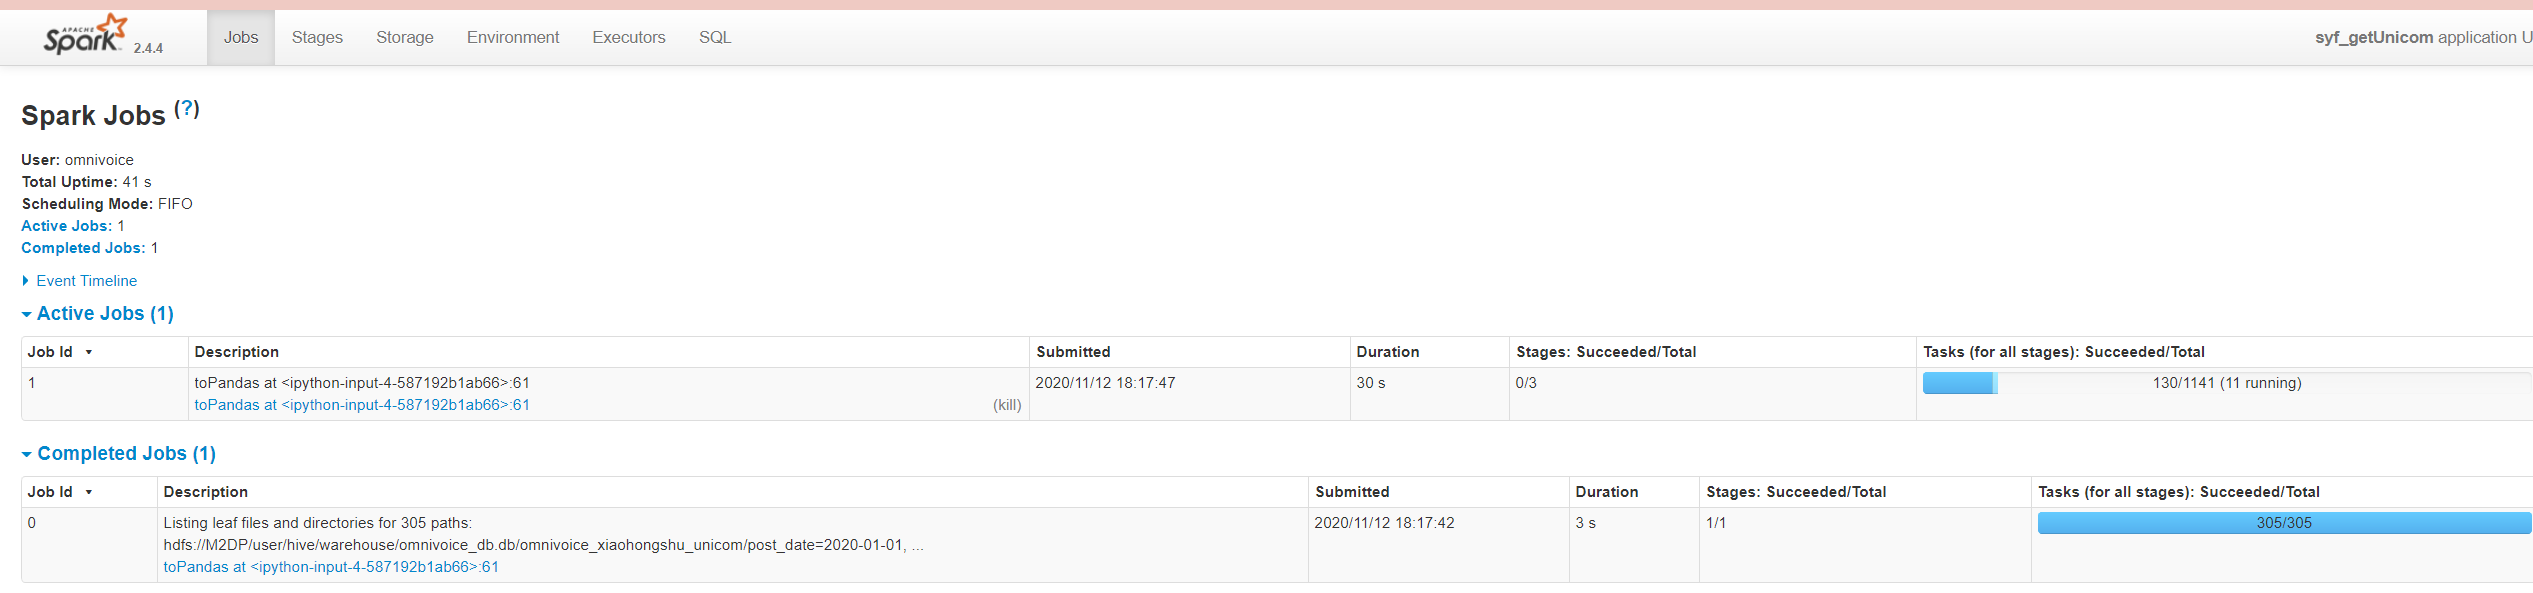 APACHE
Spark 2.4.4 Jobs Stages Storage Environment Executors SQL syf_getUnicom application U
Spark Jobs (?)
User: omnivoice
Total Uptime: 41 s
Scheduling Mode: FIFO
Active Jobs: 1
Completed Jobs: 1
Event Timeline
Active Jobs (1)
Job Id Description Submitted Duration Stages: Succeeded/Total Tasks (for all stages): Succeeded/Total
1 toPandas at <ipython-input-4-587192b1ab66>:61 2020/11/12 18:17:47 30 s 0/3 130/1141 (11 running)
toPandas at <ipython-input-4-587192b1ab66>:61 (kill)
Completed Jobs (1)
Job Id Description Submitted Duration Stages: Succeeded/Total Tasks (for all stages): Succeeded/Total
0 Listing leaf files and directories for 305 paths: 2020/11/12 18:17:42 3 s 1/1 305/305
hdfs://M2DP/user/hive/warehouse/omnivoice_db.db/omnivoice_xiaohongshu_unicom/post_date=2020-01-01, ...
toPandas at <ipython-input-4-587192b1ab66>:61